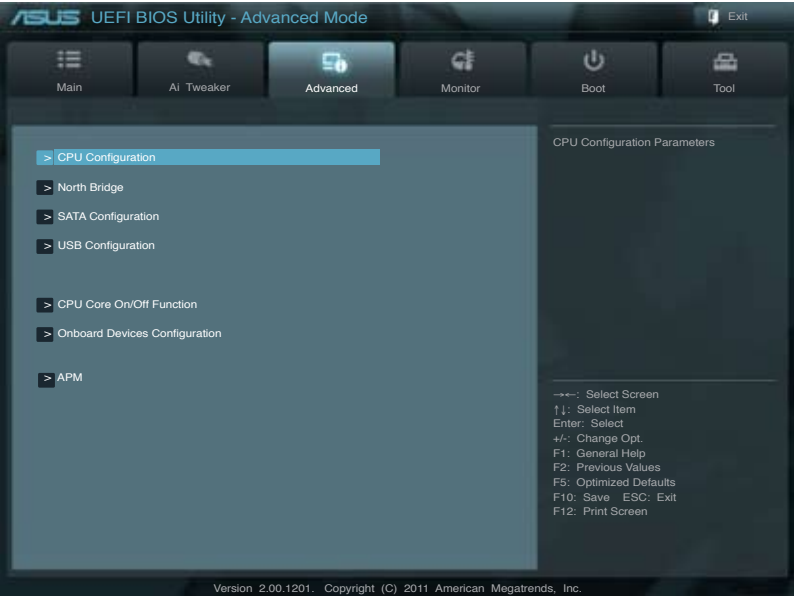 ASUS UEFI BIOS Utility - Advanced Mode
Exit
Main
Ai Tweaker
Advanced
Monitor
Boot
Tool
> CPU Configuration
> North Bridge
> SATA Configuration
> USB Configuration
> CPU Core On/Off Function
> Onboard Devices Configuration
> APM
CPU Configuration Parameters
→←: Select Screen
↑↓: Select Item
Enter: Select
+/-: Change Opt.
F1: General Help
F2: Previous Values
F5: Optimized Defaults
F10: Save ESC: Exit
F12: Print Screen
Version 2.00.1201. Copyright (C) 2011 American Megatrends, Inc.